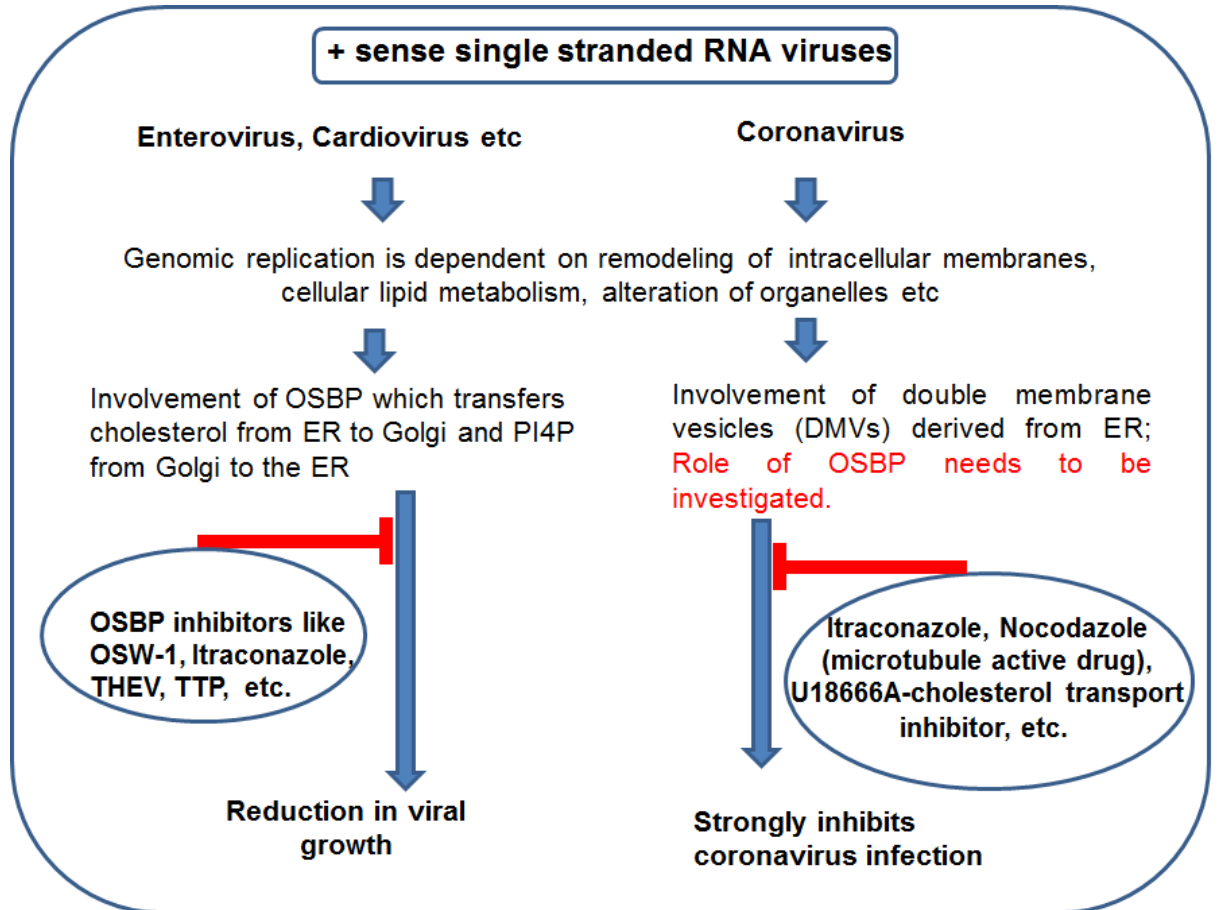 + sense single stranded RNA viruses
Enterovirus, Cardiovirus etc
Coronavirus
Genomic replication is dependent on remodeling of intracellular membranes,
cellular lipid metabolism, alteration of organelles etc
Involvement of OSBP which transfers
cholesterol from ER to Golgi and PI4P
from Golgi to the ER
Involvement of double membrane
vesicles (DMVs) derived from ER;
Role of OSBP needs to be
investigated.
OSBP inhibitors like
OSW-1, Itraconazole,
THEV, TTP, etc.
Itraconazole, Nocodazole
(microtubule active drug),
U18666A-cholesterol transport
inhibitor, etc.
Reduction in viral
growth
Strongly inhibits
coronavirus infection